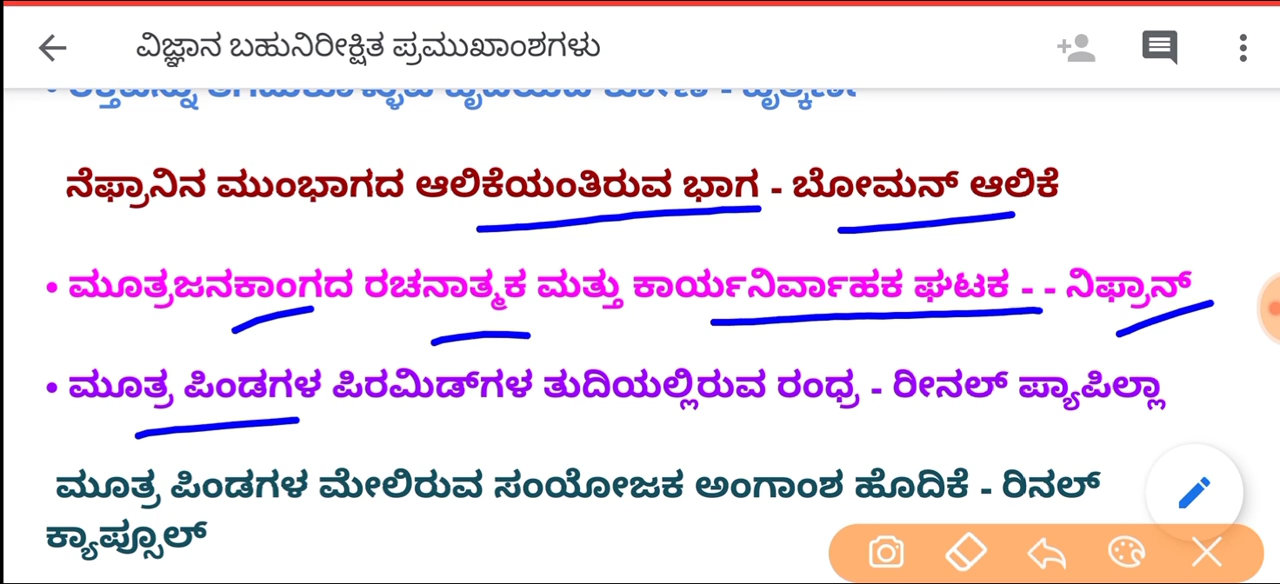 ವಿಜ್ಞಾನ ಬಹುನಿರೀಕ್ಷಿತ ಪ್ರಮುಖಾಂಶಗಳು
ನೆಫ್ರಾನಿನ ಮುಂಭಾಗದ ಆಲಿಕೆಯಂತಿರುವ ಭಾಗ - ಬೋಮನ್ ಆಲಿಕೆ
• ಮೂತ್ರಜನಕಾಂಗದ ರಚನಾತ್ಮಕ ಮತ್ತು ಕಾರ್ಯನಿರ್ವಾಹಕ ಘಟಕ - - ನಿಫ್ರಾನ್
• ಮೂತ್ರ ಪಿಂಡಗಳ ಪಿರಮಿಡ್‌ಗಳ ತುದಿಯಲ್ಲಿರುವ ರಂಧ್ರ - ರೀನಲ್ ಪ್ಯಾಪಿಲ್ಲಾ
ಮೂತ್ರ ಪಿಂಡಗಳ ಮೇಲಿರುವ ಸಂಯೋಜಕ ಅಂಗಾಂಶ ಹೊದಿಕೆ - ರಿನಲ್
ಕ್ಯಾಪ್ಸೂಲ್